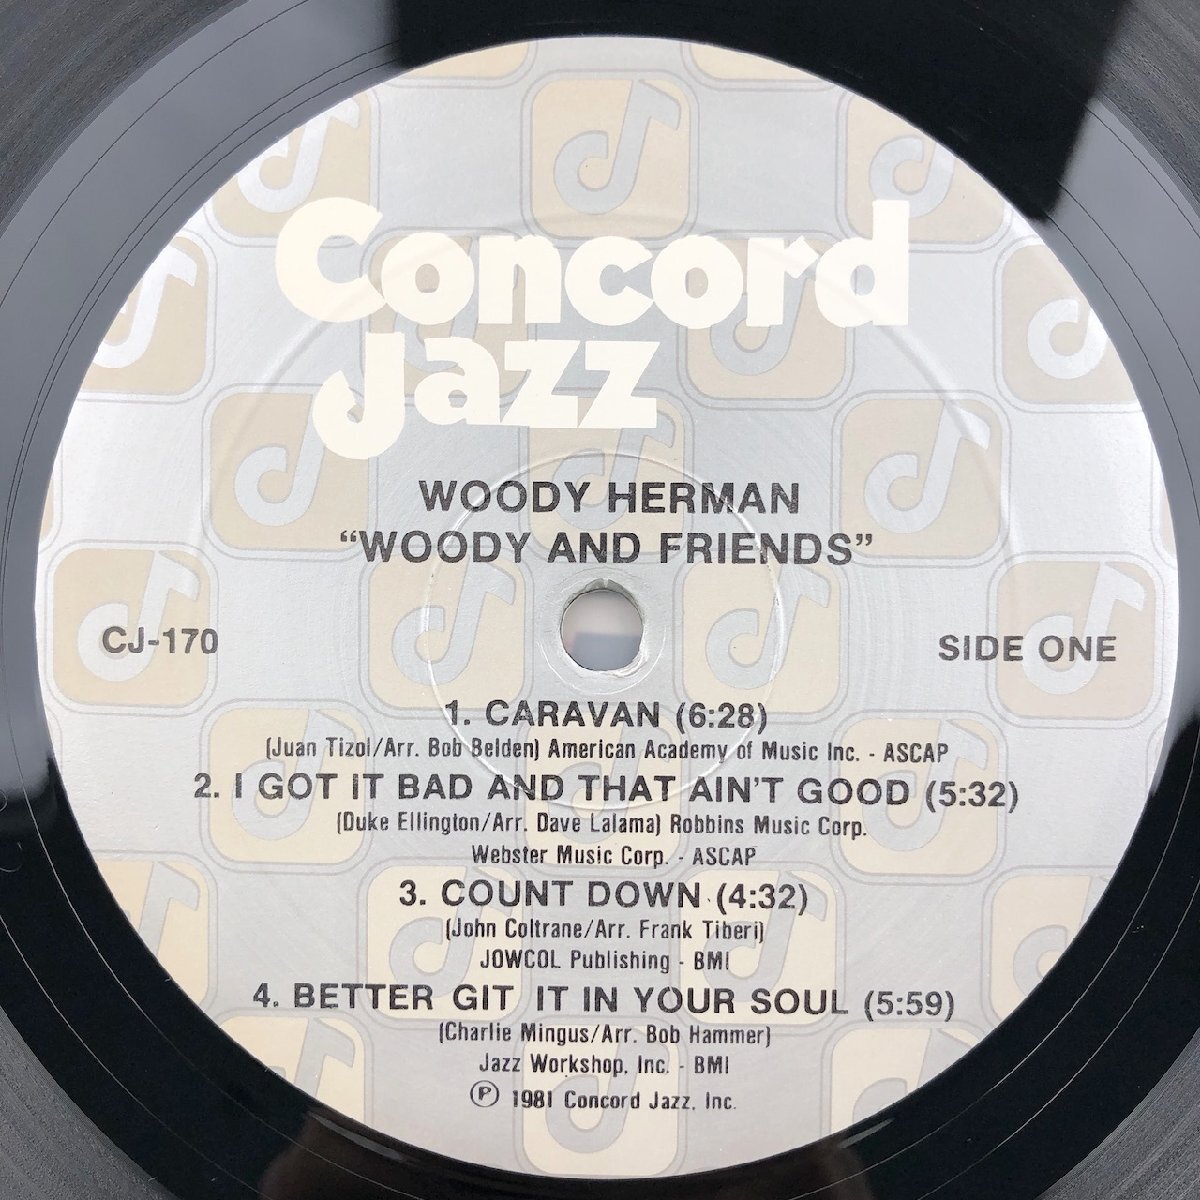 Concord
Jazz
WOODY HERMAN
“WOODY AND FRIENDS”
CJ-170
SIDE ONE
1. CARAVAN (6:28)
(Juan Tizol/Arr. Bob Belden) American Academy of Music Inc. - ASCAP
2. I GOT IT BAD AND THAT AIN'T GOOD (5:32)
(Duke Ellington/Arr. Dave Lalama) Robbins Music Corp.
Webster Music Corp. - ASCAP
3. COUNT DOWN (4:32)
(John Coltrane/Arr. Frank Tiberi)
JOWCOL Publishing - BMI
4. BETTER GIT IT IN YOUR SOUL (5:59)
(Charlie Mingus/Arr. Bob Hammer)
Jazz Workshop, Inc. - BMI
℗ 1981 Concord Jazz, Inc.